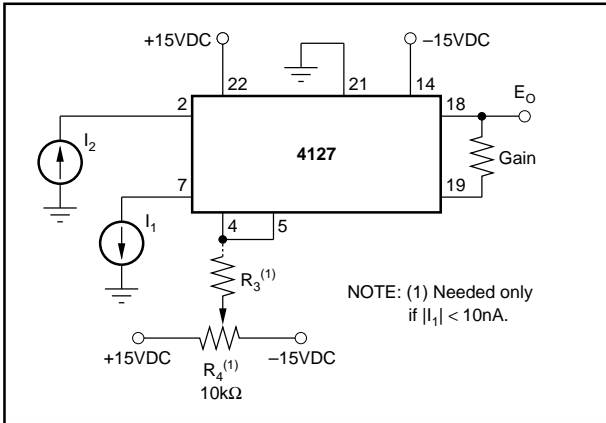 +15VDC
–15VDC
22
21
14
2
18
E_O
I_2
4127
Gain
7
19
I_1
4
5
R_3^(1)
NOTE: (1) Needed only
if |I_1| < 10nA.
+15VDC
–15VDC
R_4^(1)
10kΩ